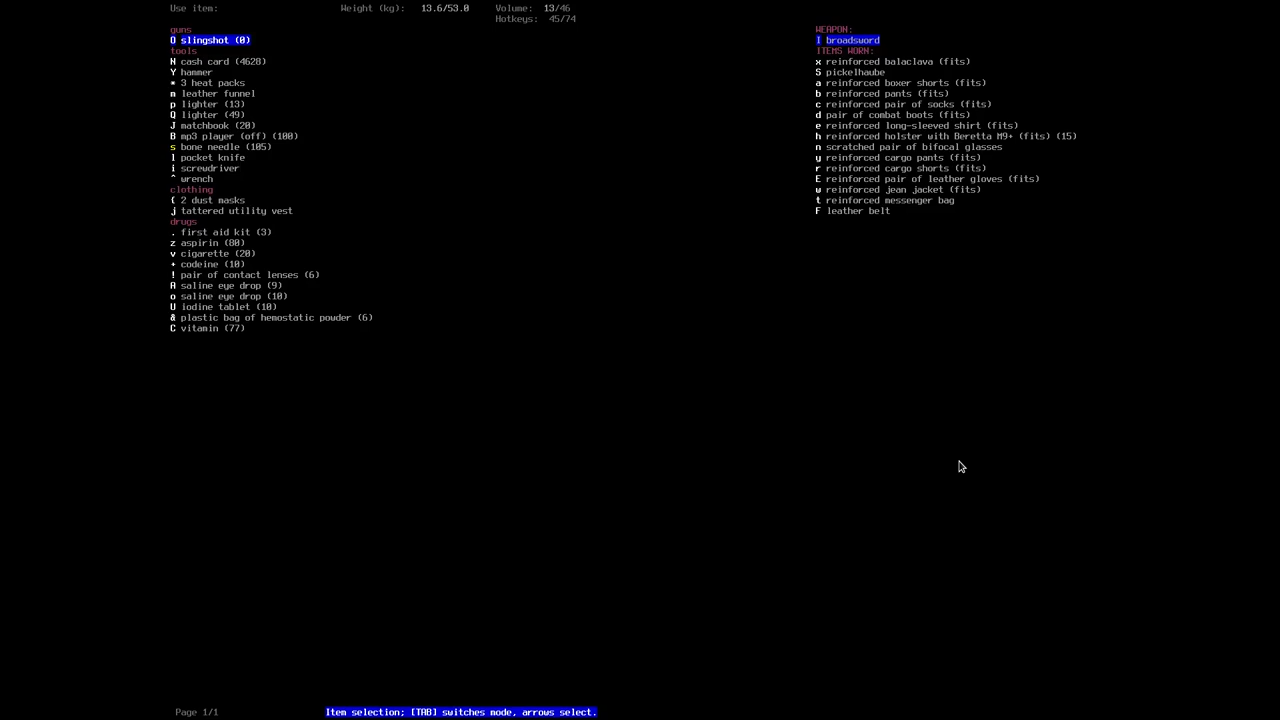 Use item: Weight (kg): 13.6/53.0 Volume: 13/46
Hotkeys: 45/74
guns
O slingshot (0)
tools
N cash card (4628)
Y hammer
* 3 heat packs
m leather funnel
p lighter (13)
Q lighter (49)
J matchbook (20)
B mp3 player (off) (100)
s bone needle (105)
l pocket knife
i screwdriver
^ wrench
clothing
{ 2 dust masks
j tattered utility vest
drugs
. first aid kit (3)
z aspirin (80)
v cigarette (20)
+ codeine (10)
! pair of contact lenses (6)
A saline eye drop (9)
o saline eye drop (10)
U iodine tablet (10)
& plastic bag of hemostatic powder (6)
C vitamin (77)
WEAPON:
I broadsword
ITEMS WORN:
x reinforced balaclava (fits)
S pickelhaube
a reinforced boxer shorts (fits)
b reinforced pants (fits)
c reinforced pair of socks (fits)
d pair of combat boots (fits)
e reinforced long-sleeved shirt (fits)
h reinforced holster with Beretta M9+ (fits) (15)
n scratched pair of bifocal glasses
y reinforced cargo pants (fits)
r reinforced cargo shorts (fits)
E reinforced pair of leather gloves (fits)
w reinforced jean jacket (fits)
t reinforced messenger bag
F leather belt
Page 1/1 Item selection; [TAB] switches mode, arrows select.